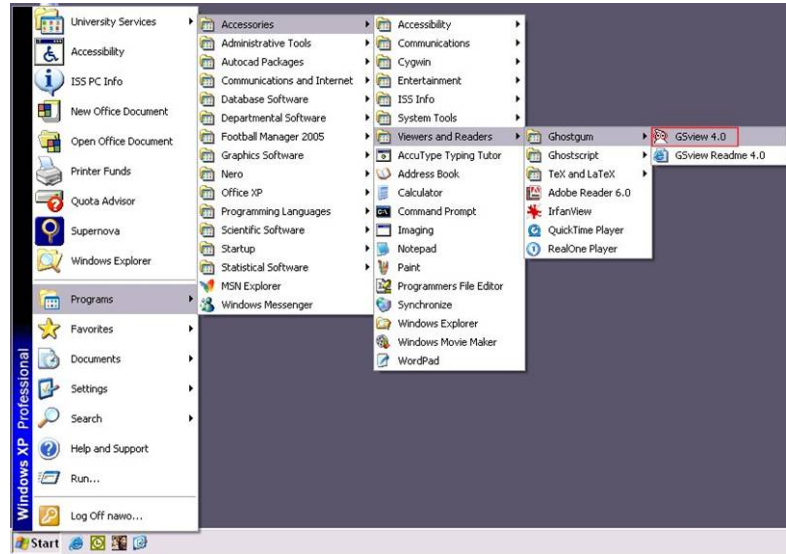 University Services
Accessibility
ISS PC Info
New Office Document
Open Office Document
Printer Funds
Quota Advisor
Supernova
Windows Explorer
Programs
Favorites
Documents
Settings
Search
Help and Support
Run...
Log Off nawo...
Windows XP Professional
Start
Accessories
Administrative Tools
Autocad Packages
Communications and Internet
Database Software
Departmental Software
Football Manager 2005
Graphics Software
Nero
Office XP
Programming Languages
Scientific Software
Startup
Statistical Software
MSN Explorer
Windows Messenger
Accessibility
Communications
Cygwin
Entertainment
ISS Info
System Tools
Viewers and Readers
AccuType Typing Tutor
Address Book
Calculator
Command Prompt
Imaging
Notepad
Paint
Programmers File Editor
Synchronize
Windows Explorer
Windows Movie Maker
WordPad
Ghostgum
Ghostscript
TeX and LaTeX
Adobe Reader 6.0
IrfanView
QuickTime Player
RealOne Player
GSview 4.0
GSview Readme 4.0